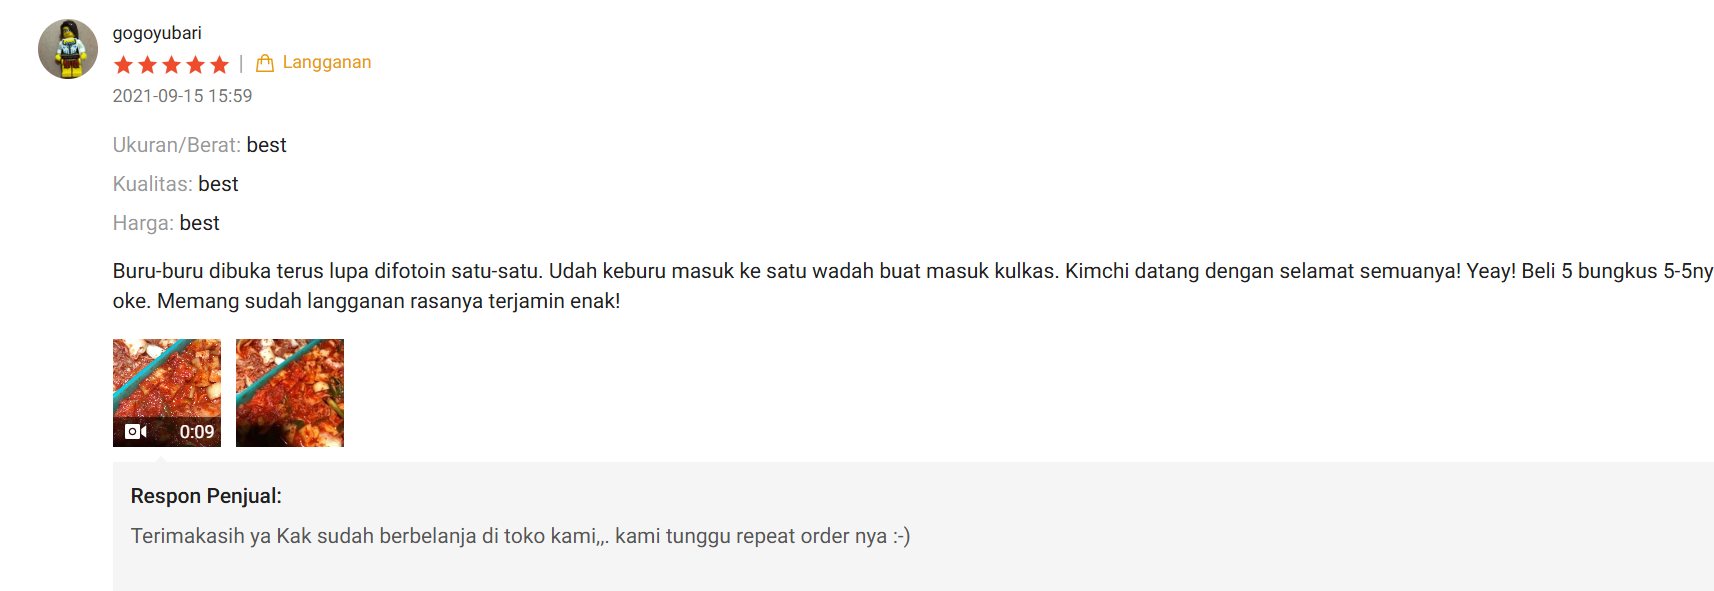 gogoyubari
| Langganan
2021-09-15 15:59
Ukuran/Berat: best
Kualitas: best
Harga: best
Buru-buru dibuka terus lupa difotoin satu-satu. Udah keburu masuk ke satu wadah buat masuk kulkas. Kimchi datang dengan selamat semuanya! Yeay! Beli 5 bungkus 5-5ny
oke. Memang sudah langganan rasanya terjamin enak!
0:09
Respon Penjual:
Terimakasih ya Kak sudah berbelanja di toko kami,,. kami tunggu repeat order nya :-)